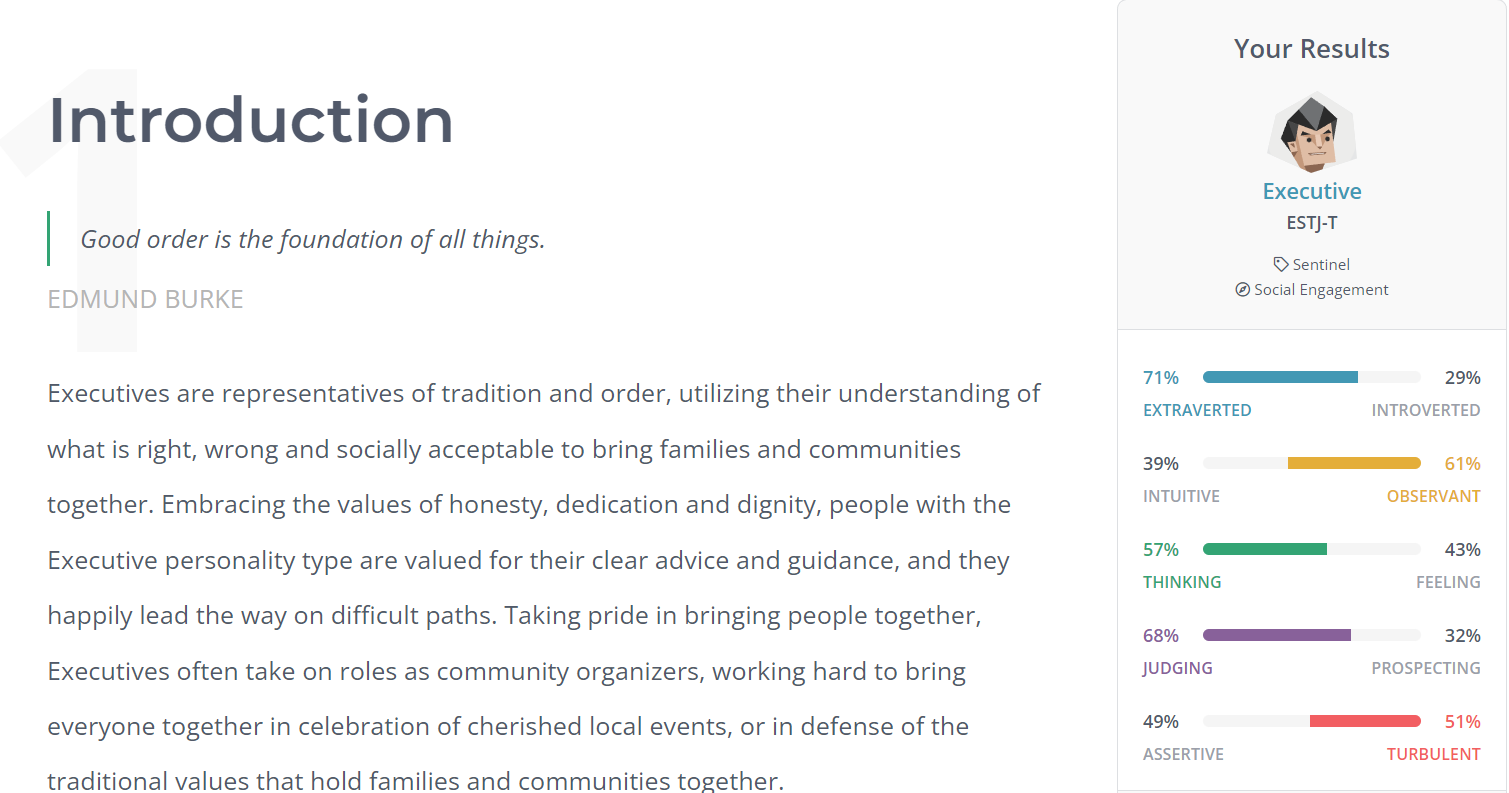 1
Introduction
Good order is the foundation of all things.
EDMUND BURKE
Executives are representatives of tradition and order, utilizing their understanding of
what is right, wrong and socially acceptable to bring families and communities
together. Embracing the values of honesty, dedication and dignity, people with the
Executive personality type are valued for their clear advice and guidance, and they
happily lead the way on difficult paths. Taking pride in bringing people together,
Executives often take on roles as community organizers, working hard to bring
everyone together in celebration of cherished local events, or in defense of the
traditional values that hold families and communities together.
Your Results
Executive
ESTJ-T
Sentinel
Social Engagement
71% 29%
EXTRAVERTED INTROVERTED
39% 61%
INTUITIVE OBSERVANT
57% 43%
THINKING FEELING
68% 32%
JUDGING PROSPECTING
49% 51%
ASSERTIVE TURBULENT